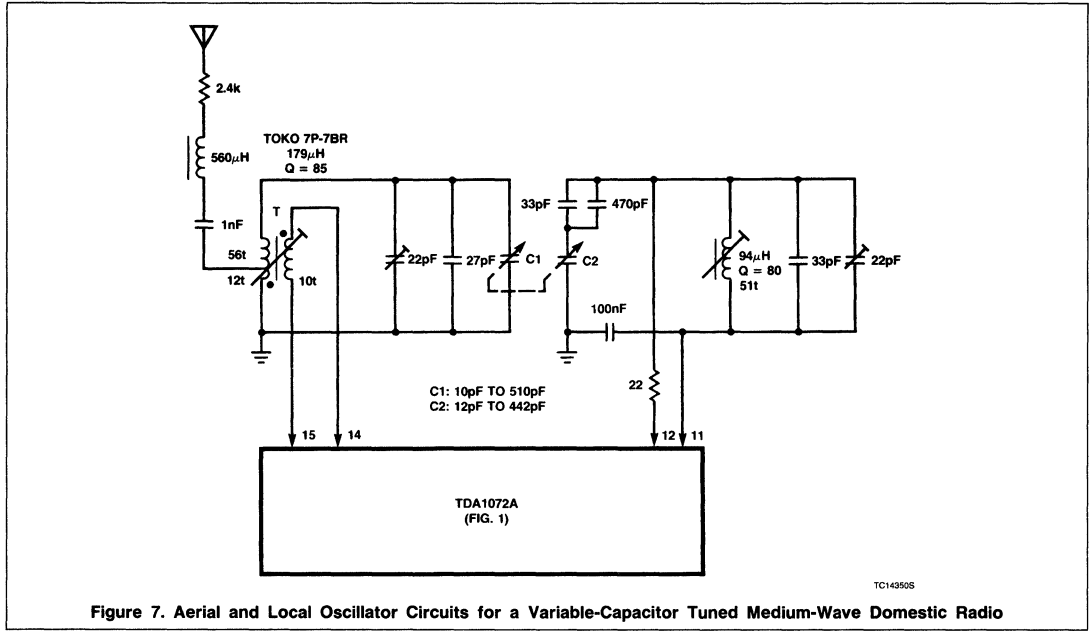 2.4k
TOKO 7P-7BR
179µH
Q = 85
560µH
1nF
T
56t
12t
10t
22pF
27pF
C1
33pF
470pF
C2
100nF
94µH
Q = 80
51t
33pF
22pF
22
C1: 10pF TO 510pF
C2: 12pF TO 442pF
15
14
12
11
TDA1072A
(FIG. 1)
TC14350S
Figure 7. Aerial and Local Oscillator Circuits for a Variable-Capacitor Tuned Medium-Wave Domestic Radio